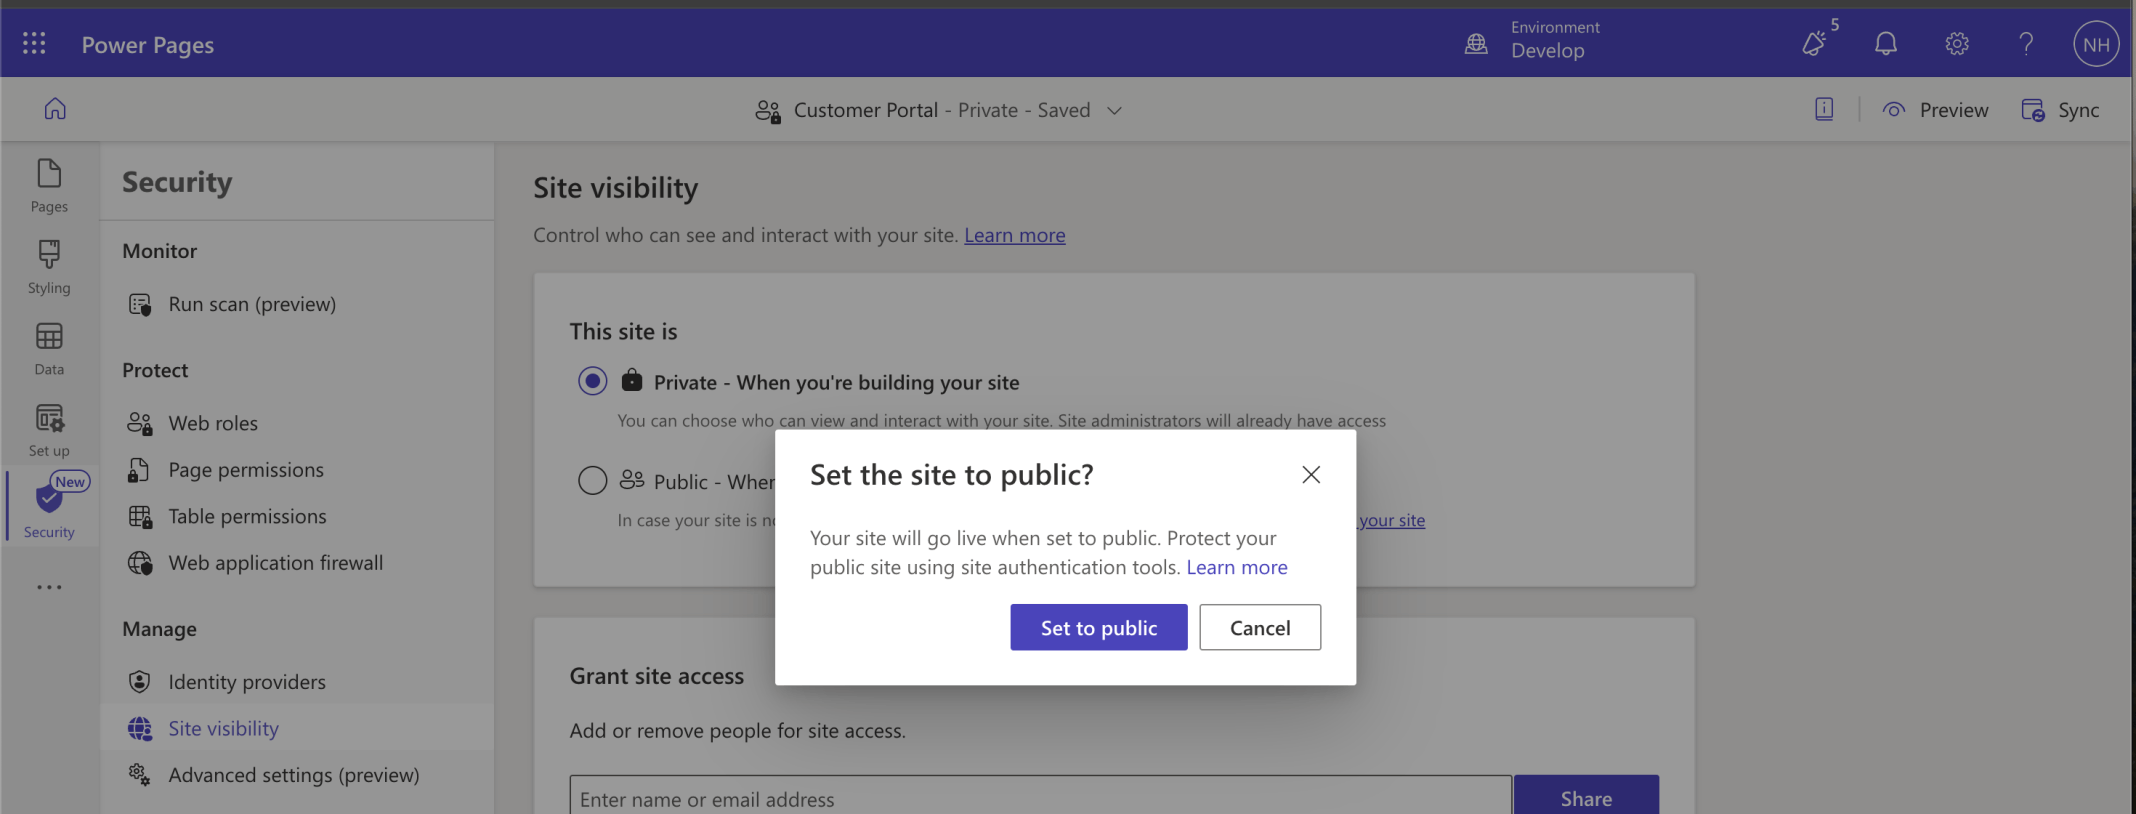 Power Pages
Environment
Develop
5
NH
Customer Portal - Private - Saved
Preview
Sync
Pages
Styling
Data
Set up
New
Security
Security
Monitor
Run scan (preview)
Protect
Web roles
Page permissions
Table permissions
Web application firewall
Manage
Identity providers
Site visibility
Advanced settings (preview)
Site visibility
Control who can see and interact with your site. Learn more
This site is
Private - When you're building your site
You can choose who can view and interact with your site. Site administrators will already have access
Public - When
In case your site is
your site
Set the site to public?
Your site will go live when set to public. Protect your
public site using site authentication tools. Learn more
Set to public
Cancel
Grant site access
Add or remove people for site access.
Enter name or email address
Share